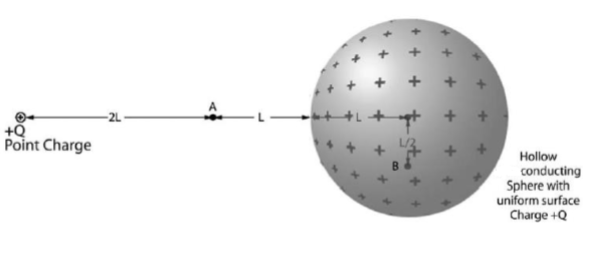 A
2L
L
L
+Q
Point Charge
L/2
B
Hollow
conducting
Sphere with
uniform surface
Charge +Q